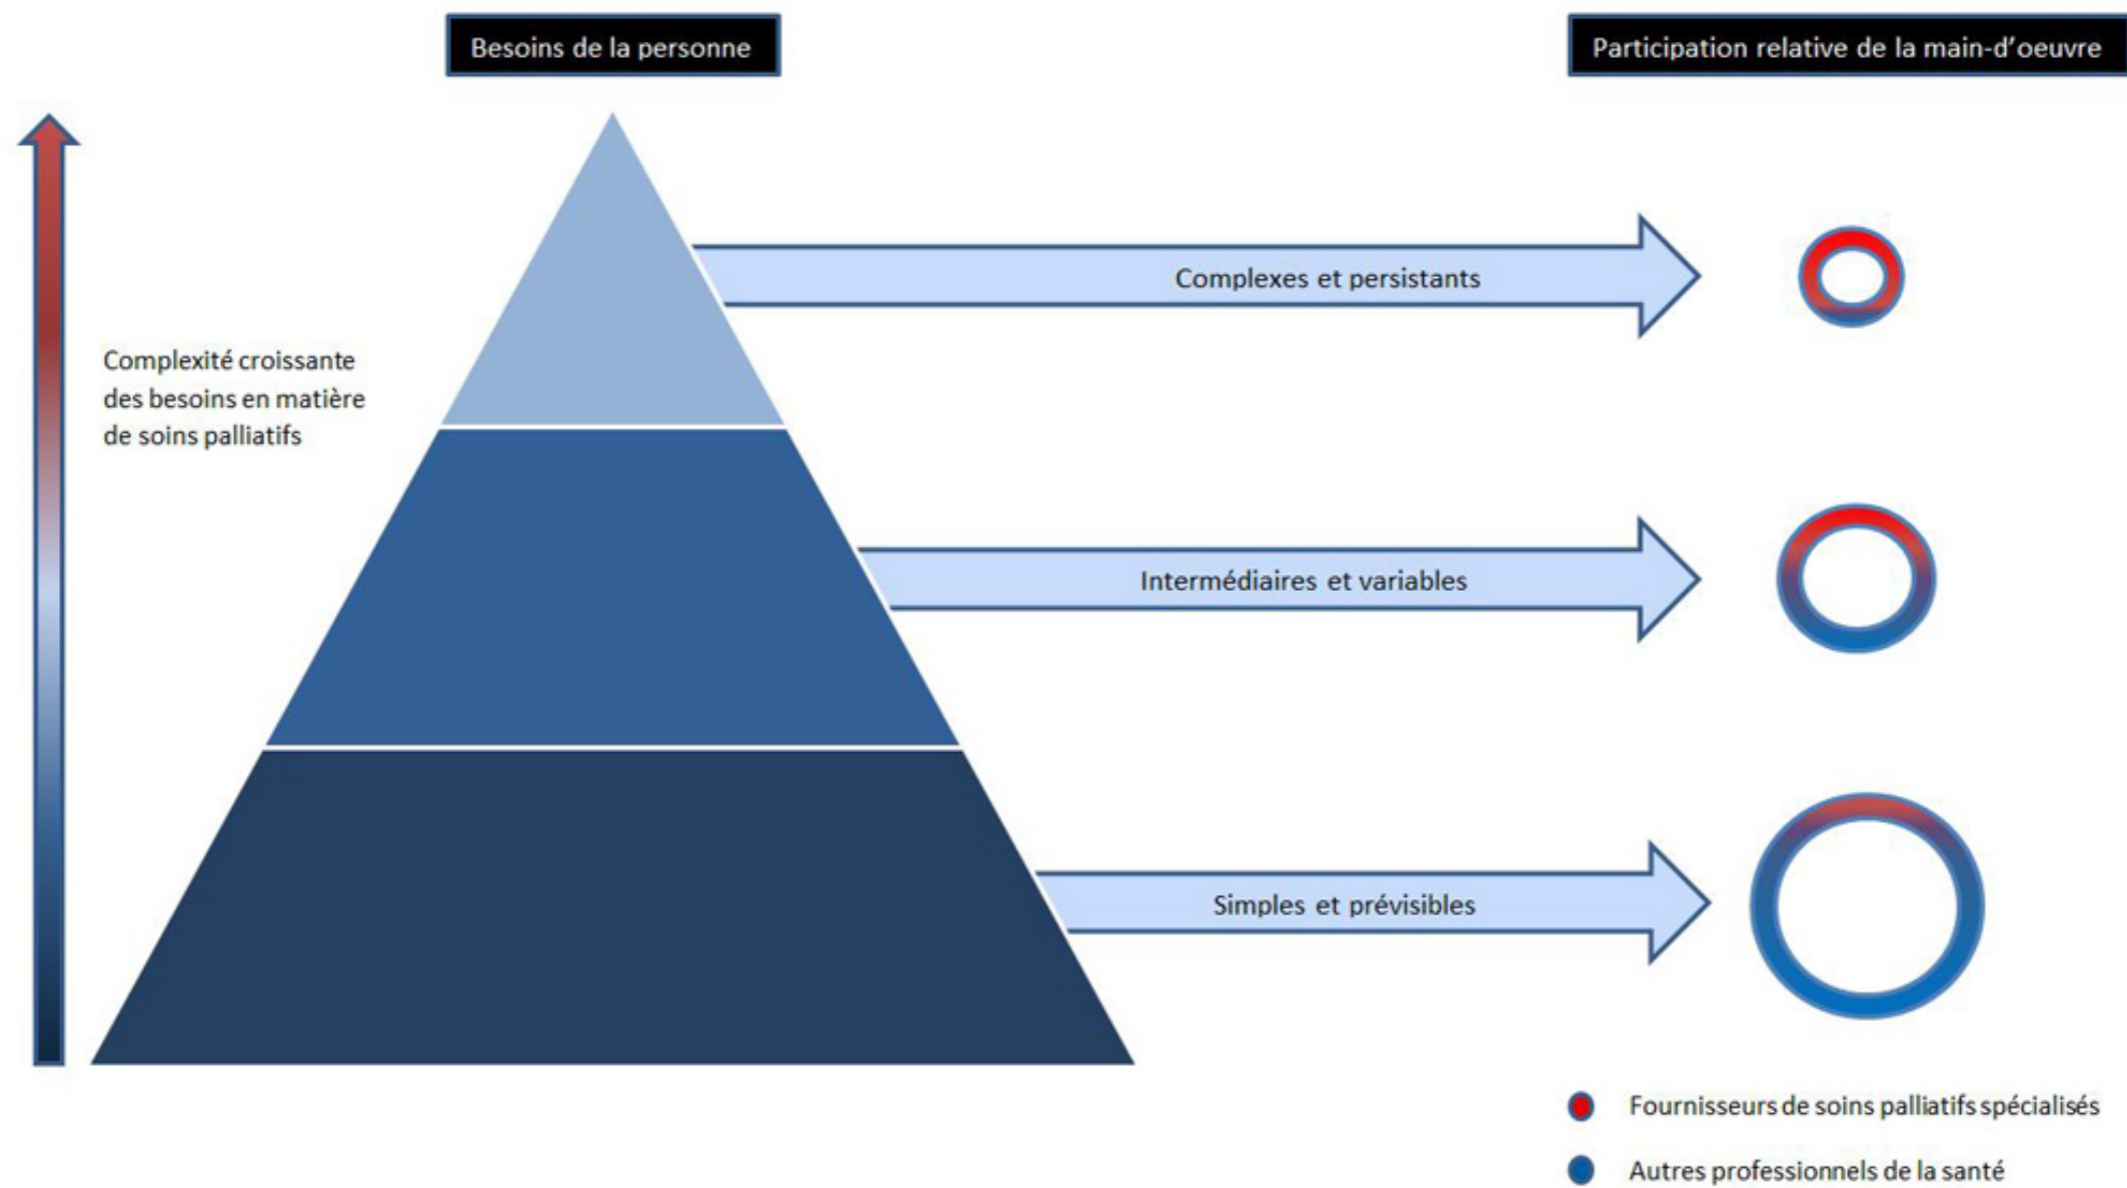 Besoins de la personne
Participation relative de la main-d'oeuvre
Complexes et persistants
Complexité croissante
des besoins en matière
de soins palliatifs
Intermédiaires et variables
Simples et prévisibles
Fournisseurs de soins palliatifs spécialisés
Autres professionnels de la santé